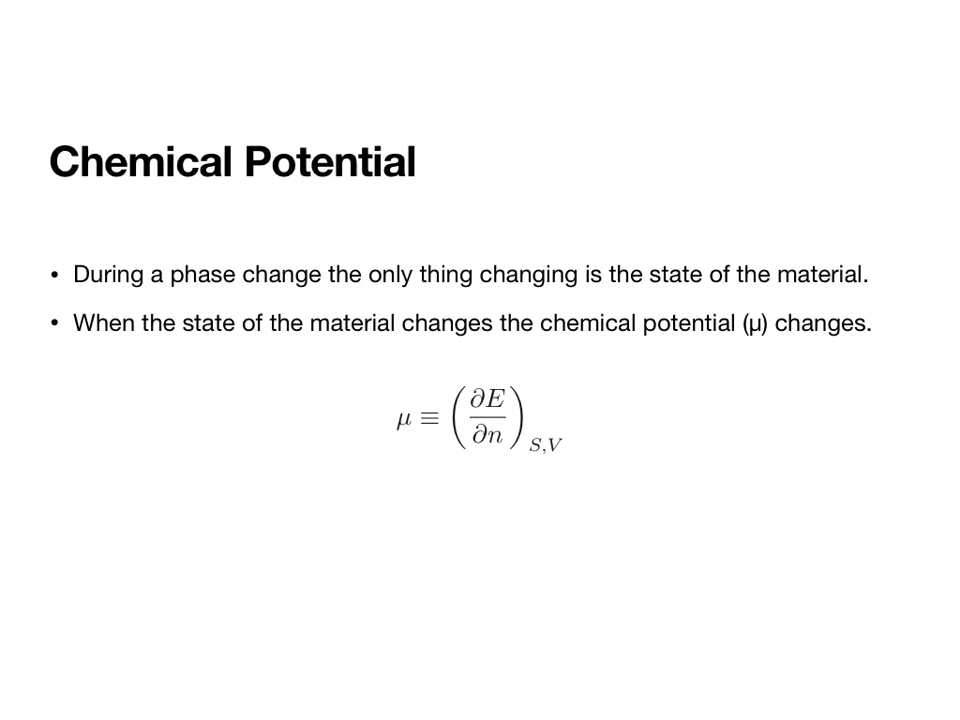 Chemical Potential
• During a phase change the only thing changing is the state of the material.
• When the state of the material changes the chemical potential (μ) changes.
μ ≡ (∂E/∂n)_{S,V}